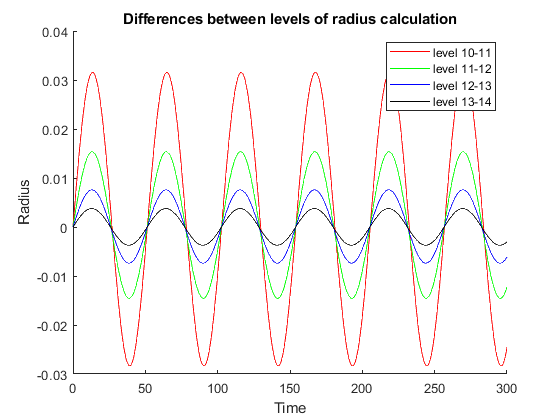 Differences between levels of radius calculation
level 10-11
level 11-12
level 12-13
level 13-14
0.04
0.03
0.02
0.01
0
-0.01
-0.02
-0.03
Radius
0 50 100 150 200 250 300
Time